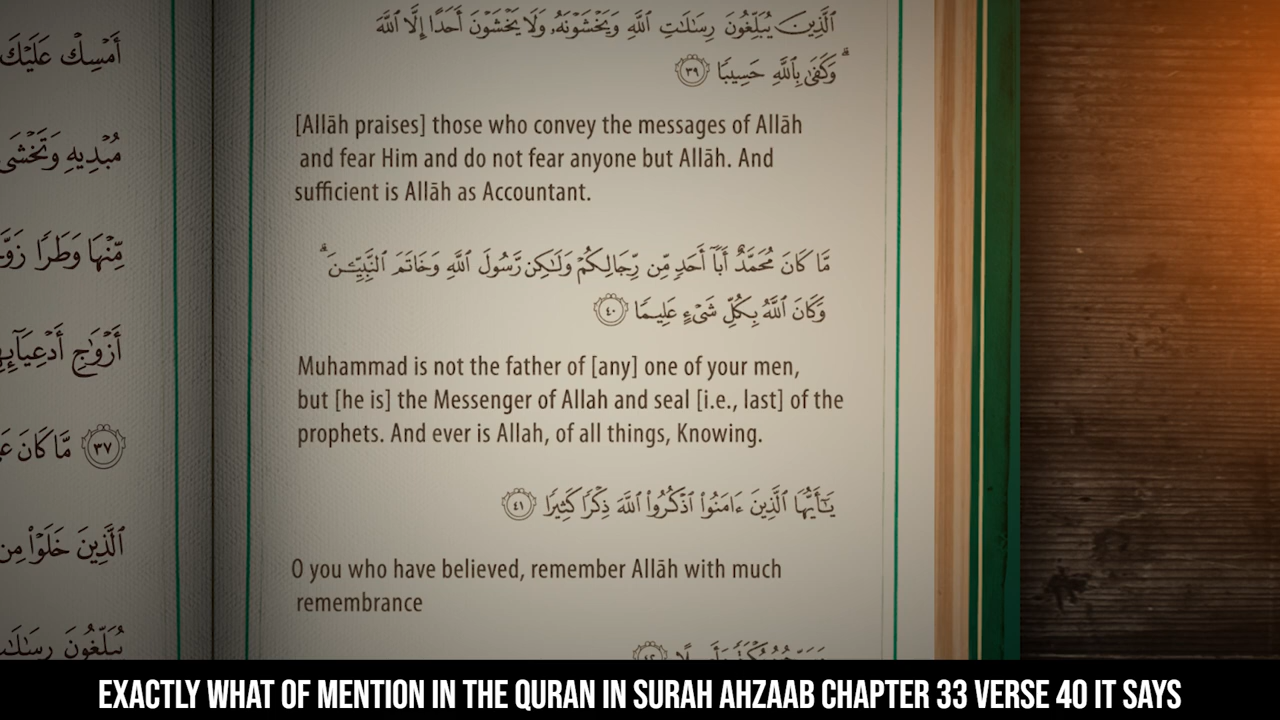 أَمْسِكْ عَلَيْكَ
مُبْدِيهِ وَتَخْشَى
مِّنْهَا وَطَرًا
أَزْوَٰجِ أَدْعِيَآئِهِ
٣٧ مَّا كَانَ
ٱلَّذِينَ خَلَوْا۟ مِن
ٱلَّذِينَ يُبَلِّغُونَ رِسَـٰلَـٰتِ ٱللَّهِ وَيَخْشَوْنَهُۥ وَلَا يَخْشَوْنَ أَحَدًا إِلَّا ٱللَّهَ ۗ
وَكَفَىٰ بِٱللَّهِ حَسِيبًا ٣٩
[Allāh praises] those who convey the messages of Allāh
and fear Him and do not fear anyone but Allāh. And
sufficient is Allāh as Accountant.
مَّا كَانَ مُحَمَّدٌ أَبَآ أَحَدٍ مِّن رِّجَالِكُمْ وَلَـٰكِن رَّسُولَ ٱللَّهِ وَخَاتَمَ ٱلنَّبِيِّـۧنَ ۗ
وَكَانَ ٱللَّهُ بِكُلِّ شَىْءٍ عَلِيمًا ٤٠
Muhammad is not the father of [any] one of your men,
but [he is] the Messenger of Allah and seal [i.e., last] of the
prophets. And ever is Allah, of all things, Knowing.
يَـٰٓأَيُّهَا ٱلَّذِينَ ءَامَنُوا۟ ٱذْكُرُوا۟ ٱللَّهَ ذِكْرًا كَثِيرًا ٤١
O you who have believed, remember Allāh with much
remembrance
EXACTLY WHAT OF MENTION IN THE QURAN IN SURAH AHZAAB CHAPTER 33 VERSE 40 IT SAYS